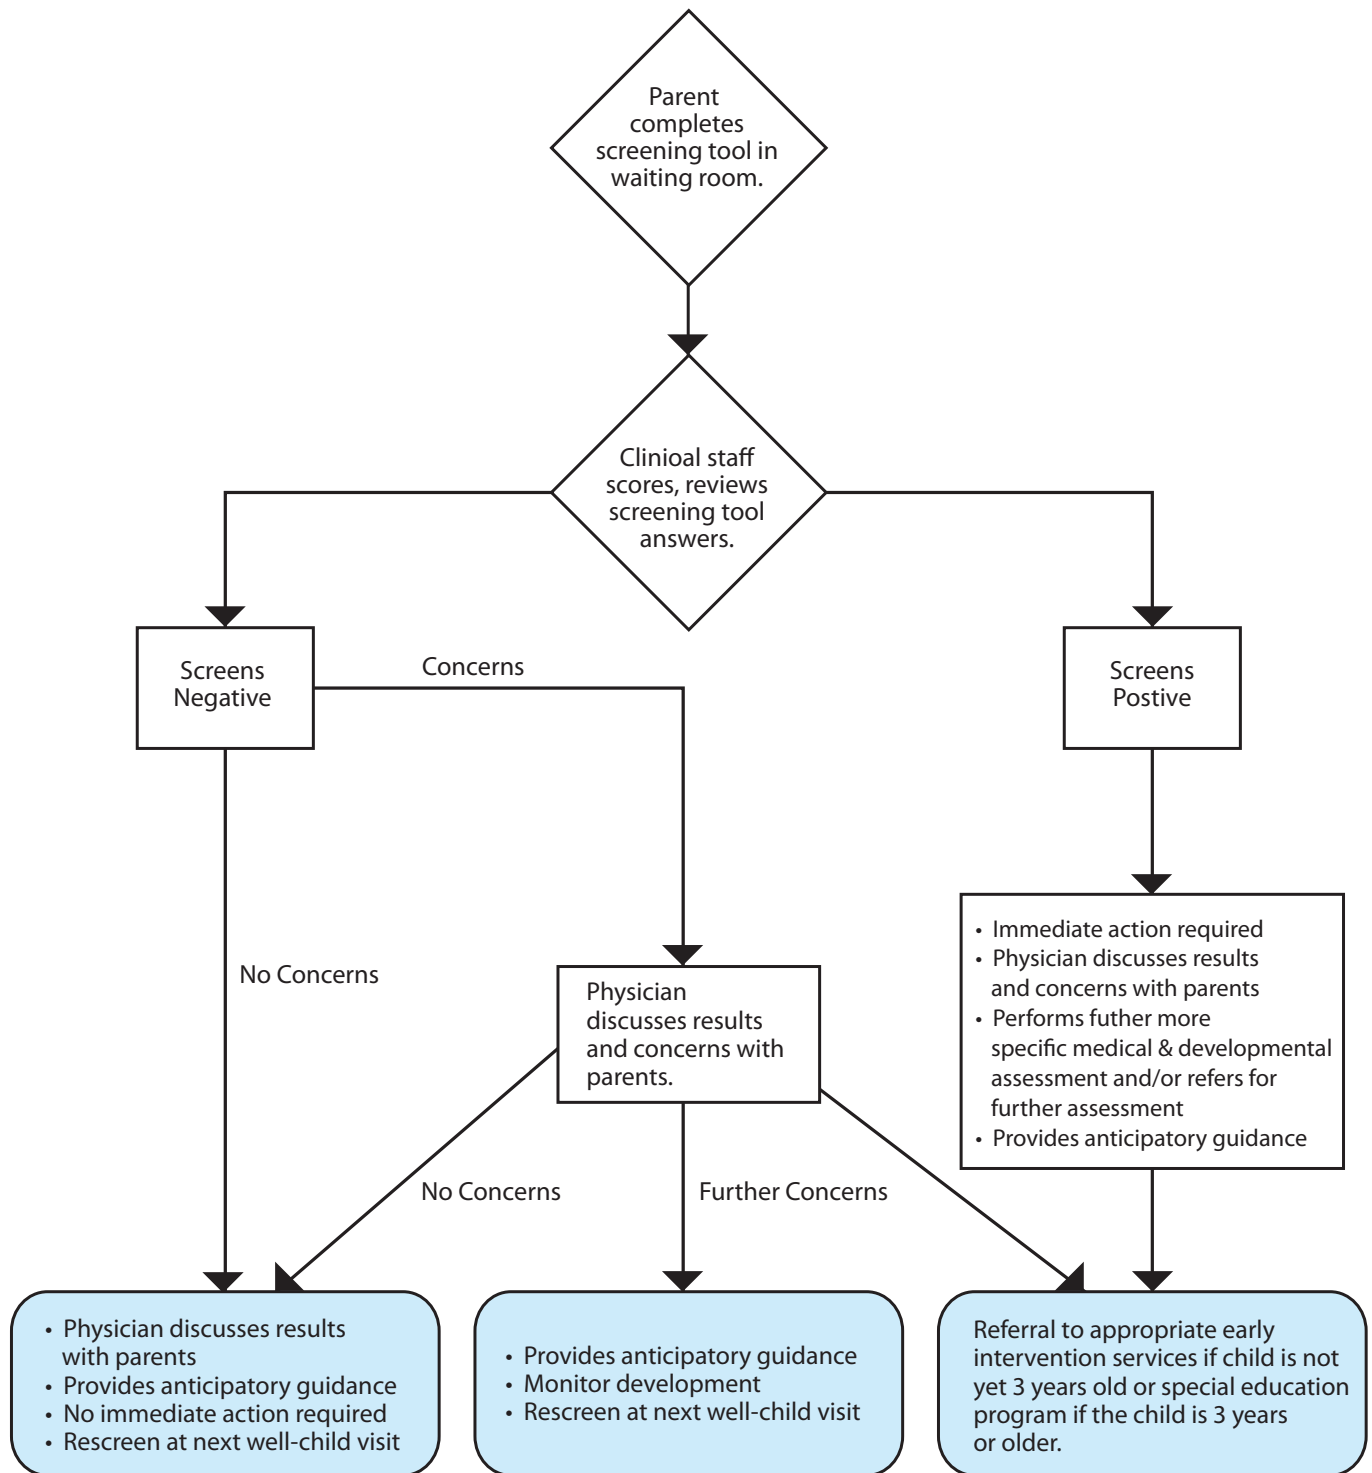 Parent
completes
screening tool in
waiting room.
Clinioal staff
scores, reviews
screening tool
answers.
Screens
Negative
Concerns
Screens
Postive
No Concerns
Physician
discusses results
and concerns with
parents.
• Immediate action required
• Physician discusses results
and concerns with parents
• Performs futher more
specific medical & developmental
assessment and/or refers for
further assessment
• Provides anticipatory guidance
No Concerns
Further Concerns
• Physician discusses results
with parents
• Provides anticipatory guidance
• No immediate action required
• Rescreen at next well-child visit
• Provides anticipatory guidance
• Monitor development
• Rescreen at next well-child visit
Referral to appropriate early
intervention services if child is not
yet 3 years old or special education
program if the child is 3 years
or older.